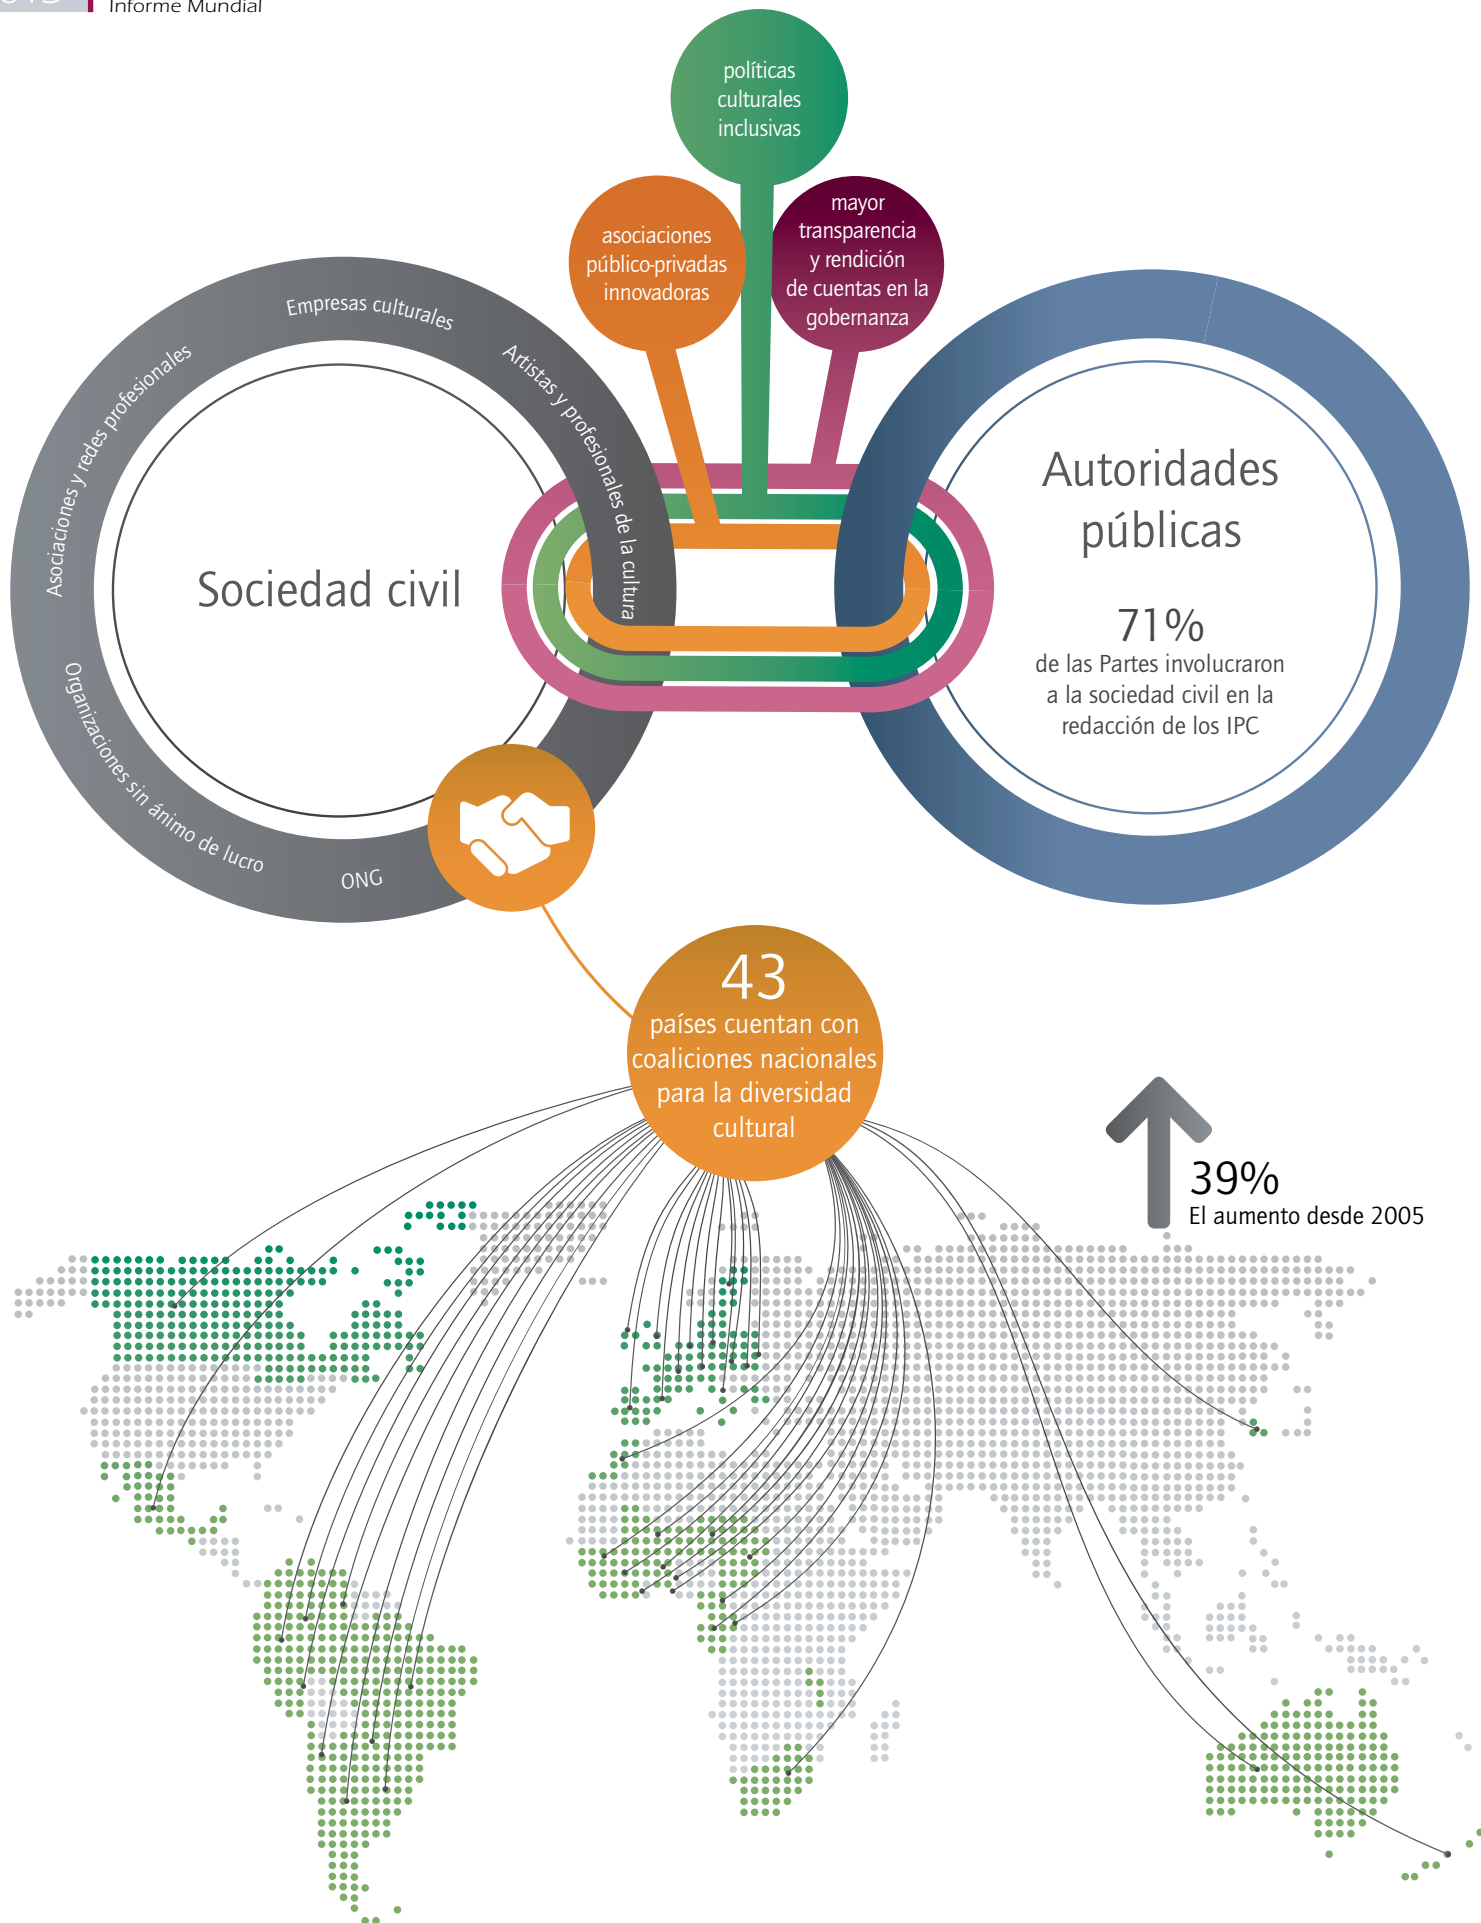 Informe Mundial
políticas
culturales
inclusivas
asociaciones
público-privadas
innovadoras
mayor
transparencia
y rendición
de cuentas en la
gobernanza
Empresas culturales
Artistas y profesionales de la cultura
Asociaciones y redes profesionales
Organizaciones sin ánimo de lucro
ONG
Sociedad civil
Autoridades
públicas
71%
de las Partes involucraron
a la sociedad civil en la
redacción de los IPC
43
países cuentan con
coaliciones nacionales
para la diversidad
cultural
39%
El aumento desde 2005